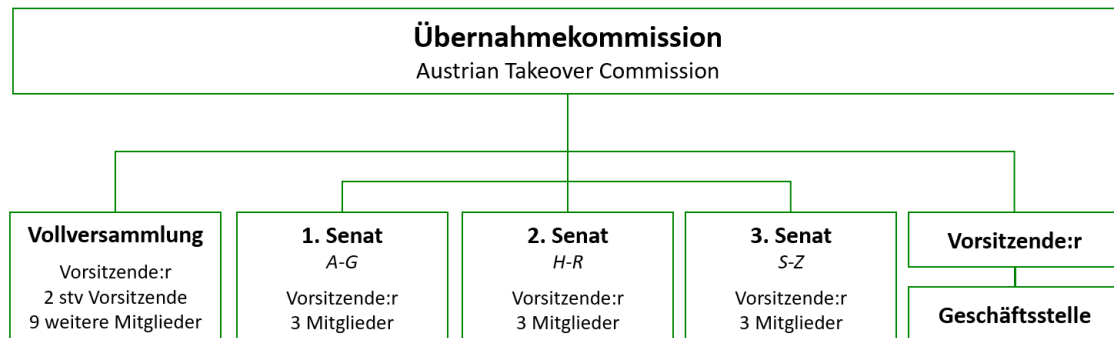 Übernahmekommission
Austrian Takeover Commission
Vollversammlung
Vorsitzende:r
2 stv Vorsitzende
9 weitere Mitglieder
1. Senat
A-G
Vorsitzende:r
3 Mitglieder
2. Senat
H-R
Vorsitzende:r
3 Mitglieder
3. Senat
S-Z
Vorsitzende:r
3 Mitglieder
Vorsitzende:r
Geschäftsstelle